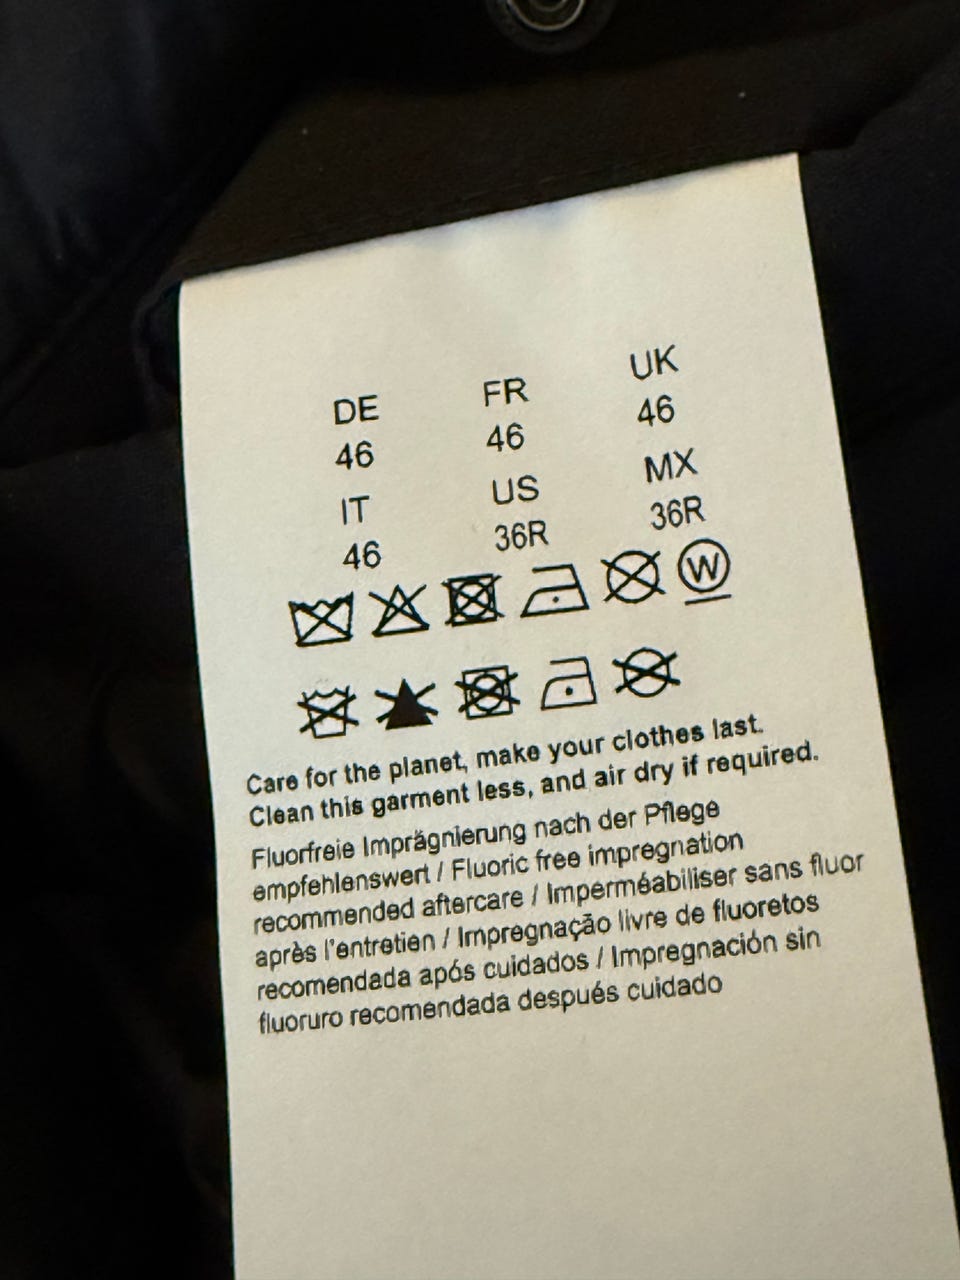 DE FR UK
46 46 46
IT US MX
46 36R 36R
W
Care for the planet, make your clothes last.
Clean this garment less, and air dry if required.
Fluorfreie Imprägnierung nach der Pflege
empfehlenswert / Fluoric free impregnation
recommended aftercare / Imperméabiliser sans fluor
après l'entretien / Impregnação livre de fluoretos
recomendada após cuidados / Impregnación sin
fluoruro recomendada después cuidado